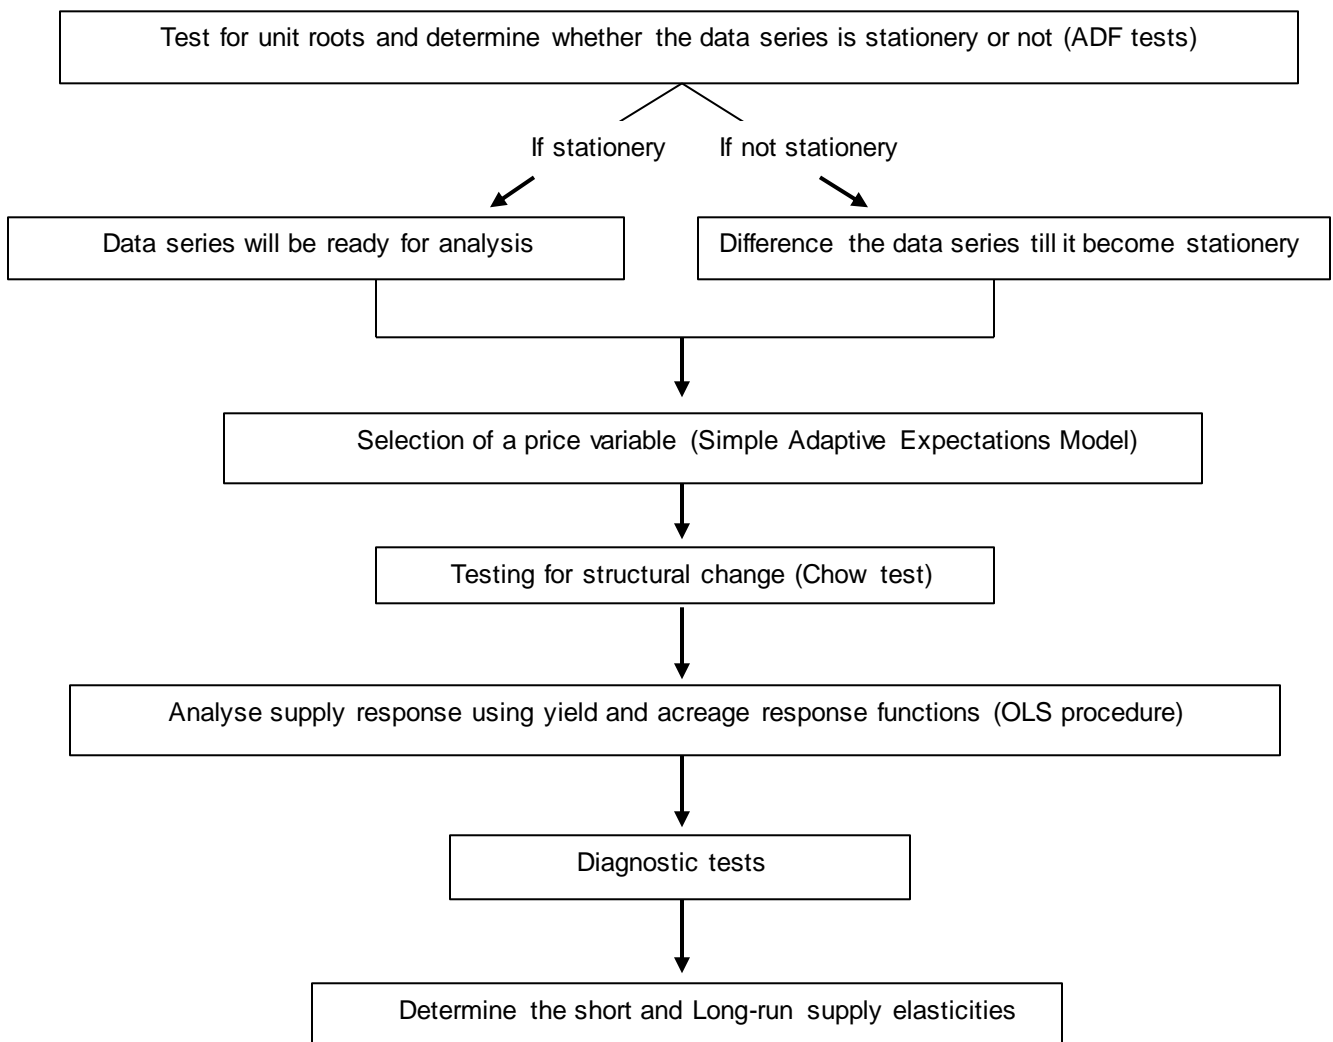 Test for unit roots and determine whether the data series is stationery or not (ADF tests)
If stationery
If not stationery
Data series will be ready for analysis
Difference the data series till it become stationery
Selection of a price variable (Simple Adaptive Expectations Model)
Testing for structural change (Chow test)
Analyse supply response using yield and acreage response functions (OLS procedure)
Diagnostic tests
Determine the short and Long-run supply elasticities